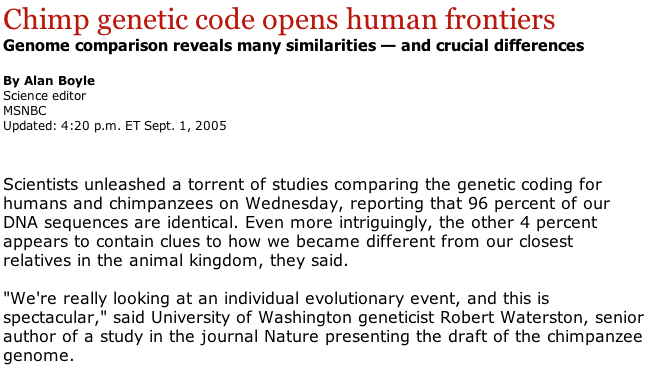 Chimp genetic code opens human frontiers
Genome comparison reveals many similarities — and crucial differences
By Alan Boyle
Science editor
MSNBC
Updated: 4:20 p.m. ET Sept. 1, 2005
Scientists unleashed a torrent of studies comparing the genetic coding for
humans and chimpanzees on Wednesday, reporting that 96 percent of our
DNA sequences are identical. Even more intriguingly, the other 4 percent
appears to contain clues to how we became different from our closest
relatives in the animal kingdom, they said.
"We're really looking at an individual evolutionary event, and this is
spectacular," said University of Washington geneticist Robert Waterston, senior
author of a study in the journal Nature presenting the draft of the chimpanzee
genome.